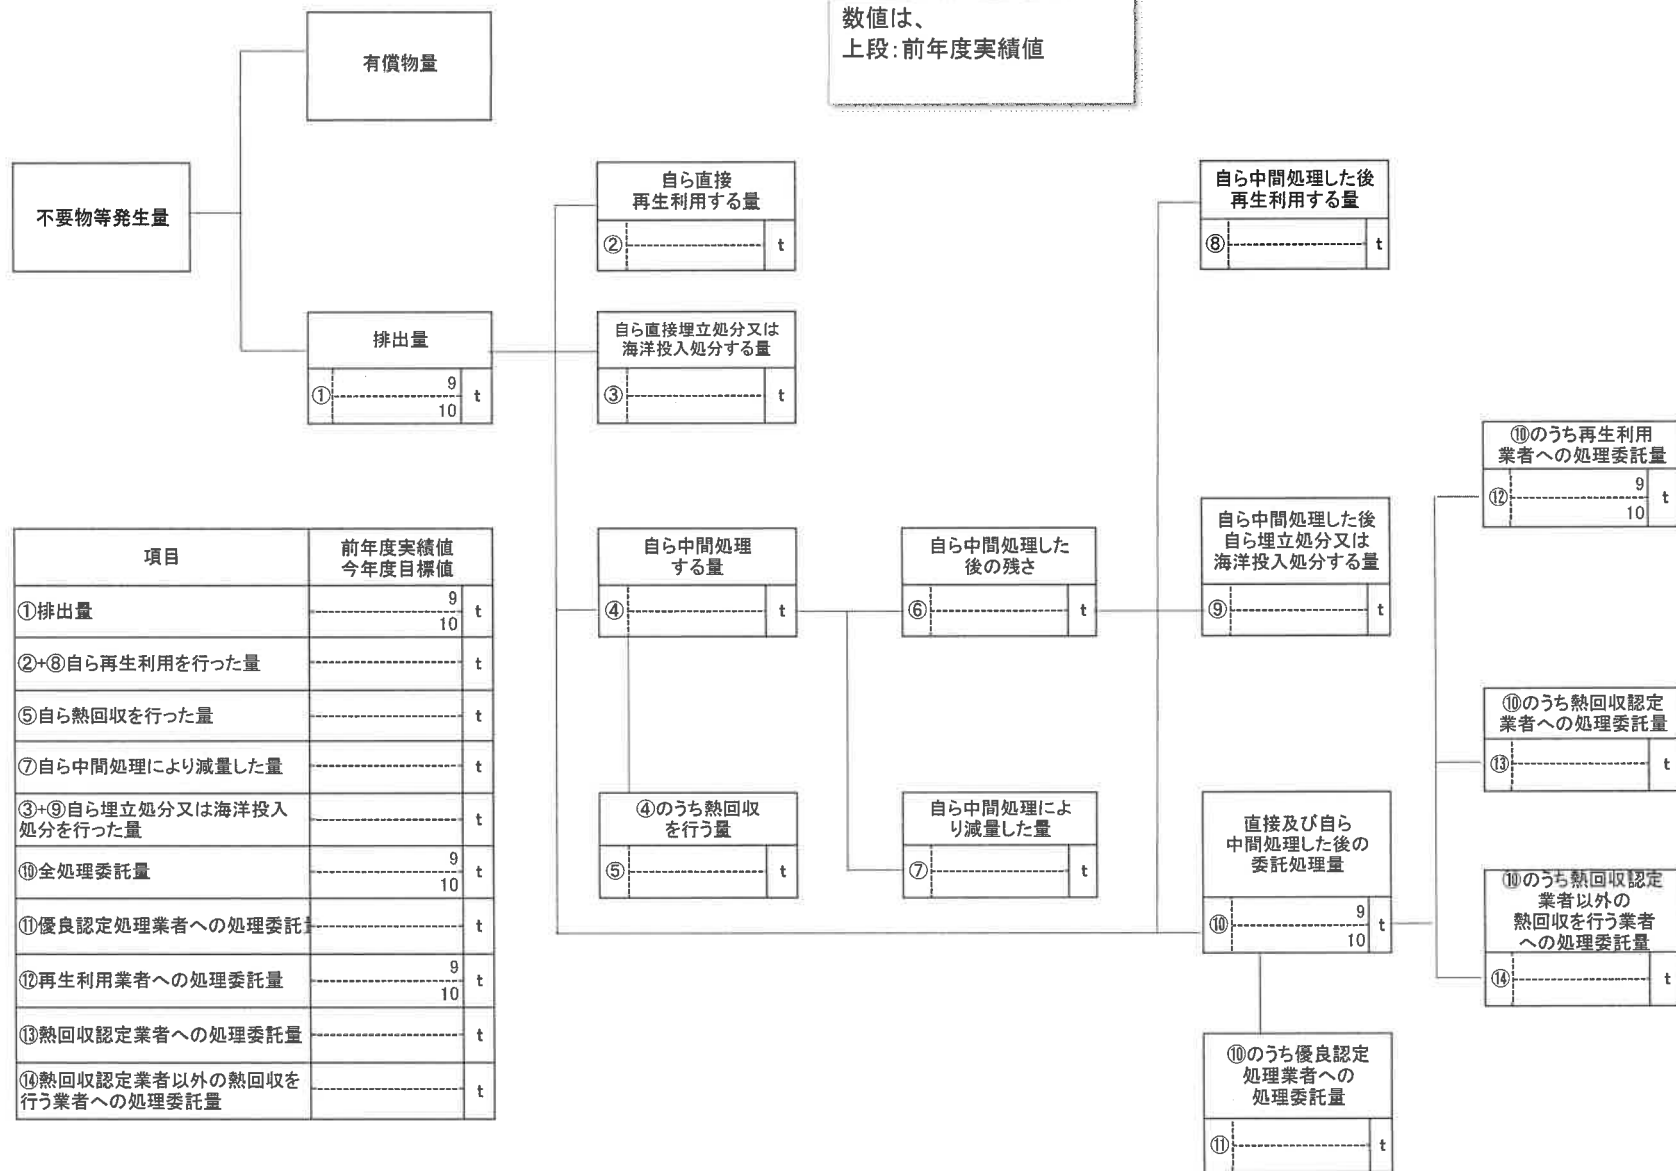 数値は、
上段:前年度実績値
有償物量
不要物等発生量
排出量
①
9
10
t
自ら直接
再生利用する量
②
t
自ら直接埋立処分又は
海洋投入処分する量
③
t
自ら中間処理した後
再生利用する量
⑧
t
自ら中間処理
する量
④
t
自ら中間処理した
後の残さ
⑥
t
自ら中間処理した後
自ら埋立処分又は
海洋投入処分する量
⑨
t
④のうち熱回収
を行う量
⑤
t
自ら中間処理によ
り減量した量
⑦
t
直接及び自ら
中間処理した後の
委託処理量
⑩
9
10
t
⑩のうち優良認定
処理業者への
処理委託量
⑪
t
⑩のうち再生利用
業者への処理委託量
⑫
9
10
t
⑩のうち熱回収認定
業者への処理委託量
⑬
t
⑩のうち熱回収認定
業者以外の
熱回収を行う業者
への処理委託量
⑭
t
項目
前年度実績値
今年度目標値
①排出量
9
10
t
②+⑧自ら再生利用を行った量
t
⑤自ら熱回収を行った量
t
⑦自ら中間処理により減量した量
t
③+⑨自ら埋立処分又は海洋投入
処分を行った量
t
⑩全処理委託量
9
10
t
⑪優良認定処理業者への処理委託
t
⑫再生利用業者への処理委託量
9
10
t
⑬熱回収認定業者への処理委託量
t
⑭熱回収認定業者以外の熱回収を
行う業者への処理委託量
t